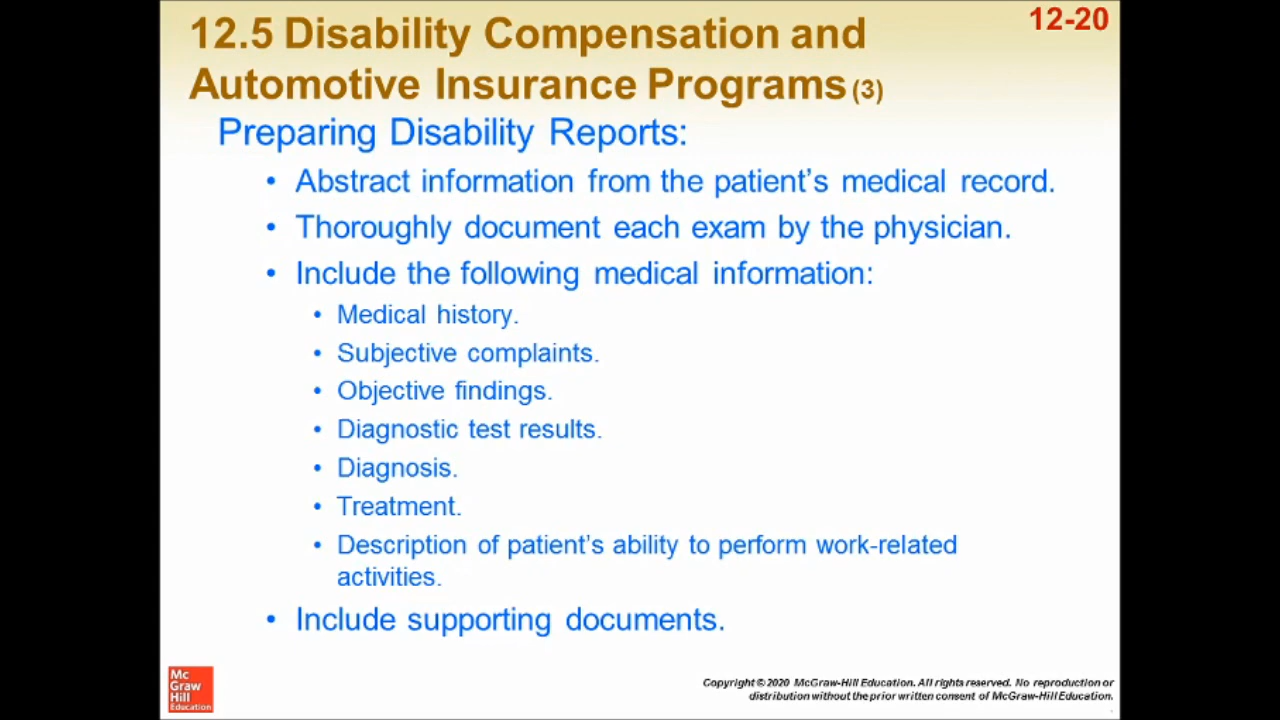 12.5 Disability Compensation and
12-20
Automotive Insurance Programs (3)
Preparing Disability Reports:
• Abstract information from the patient's medical record.
• Thoroughly document each exam by the physician.
• Include the following medical information:
• Medical history.
• Subjective complaints.
• Objective findings.
• Diagnostic test results.
• Diagnosis.
• Treatment.
• Description of patient's ability to perform work-related
activities.
• Include supporting documents.
Mc
Graw
Hill
Education
Copyright © 2020 McGraw-Hill Education. All rights reserved. No reproduction or
distribution without the prior written consent of McGraw-Hill Education.